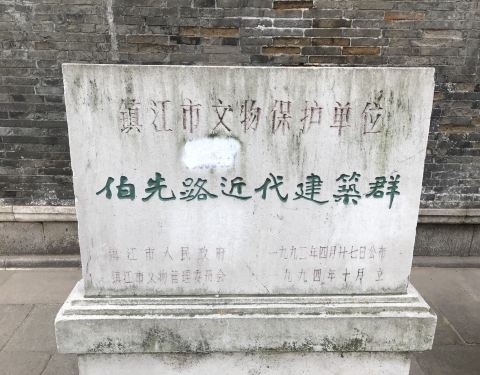 镇江市文物保护单位
伯先路近代建築群
镇江市人民政府 一九九二年四月廿七日公布
镇江市文物管理委员会 一九九四年十月 立